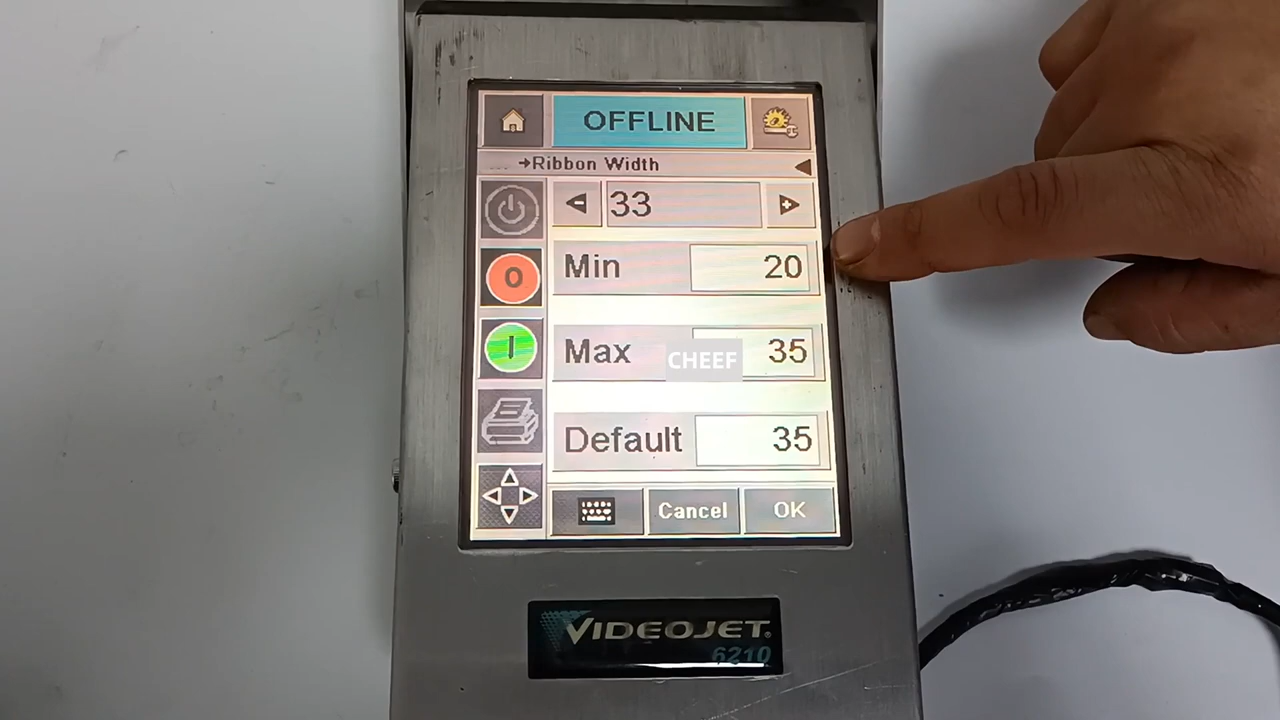 OFFLINE
... →Ribbon Width
33
Min 20
Max 35
CHEEF
Default 35
Cancel OK
VIDEOJET®
6210